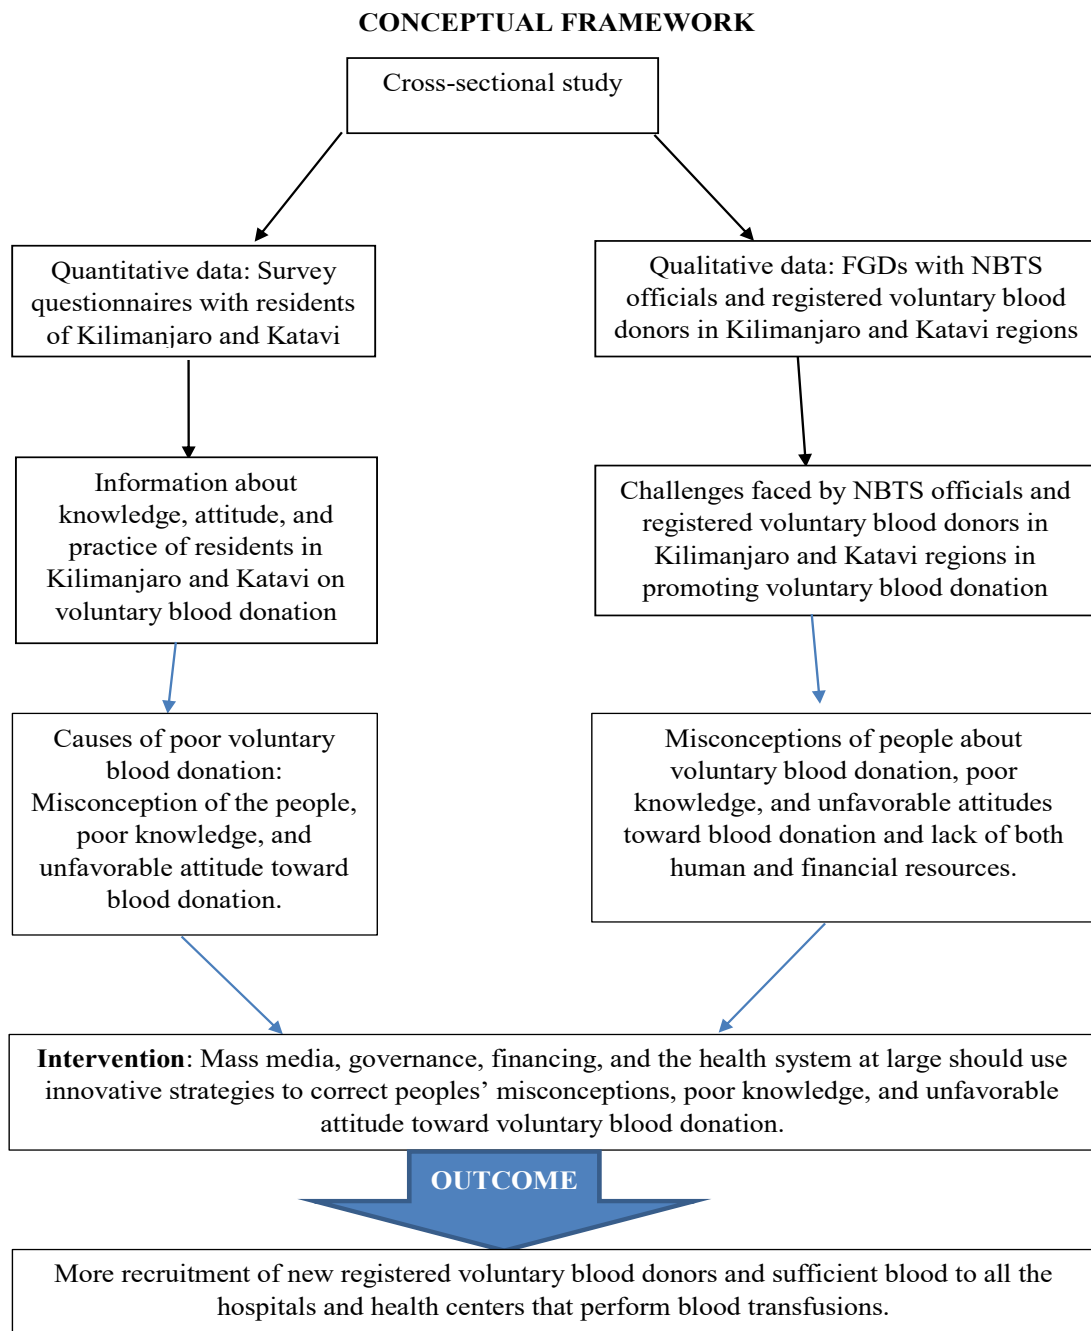 CONCEPTUAL FRAMEWORK
Cross-sectional study
Quantitative data: Survey
questionnaires with residents
of Kilimanjaro and Katavi
Qualitative data: FGDs with NBTS
officials and registered voluntary blood
donors in Kilimanjaro and Katavi regions
Information about
knowledge, attitude, and
practice of residents in
Kilimanjaro and Katavi on
voluntary blood donation
Challenges faced by NBTS officials and
registered voluntary blood donors in
Kilimanjaro and Katavi regions in
promoting voluntary blood donation
Causes of poor voluntary
blood donation:
Misconception of the people,
poor knowledge, and
unfavorable attitude toward
blood donation.
Misconceptions of people about
voluntary blood donation, poor
knowledge, and unfavorable attitudes
toward blood donation and lack of both
human and financial resources.
Intervention: Mass media, governance, financing, and the health system at large should use
innovative strategies to correct peoples’ misconceptions, poor knowledge, and unfavorable
attitude toward voluntary blood donation.
OUTCOME
More recruitment of new registered voluntary blood donors and sufficient blood to all the
hospitals and health centers that perform blood transfusions.